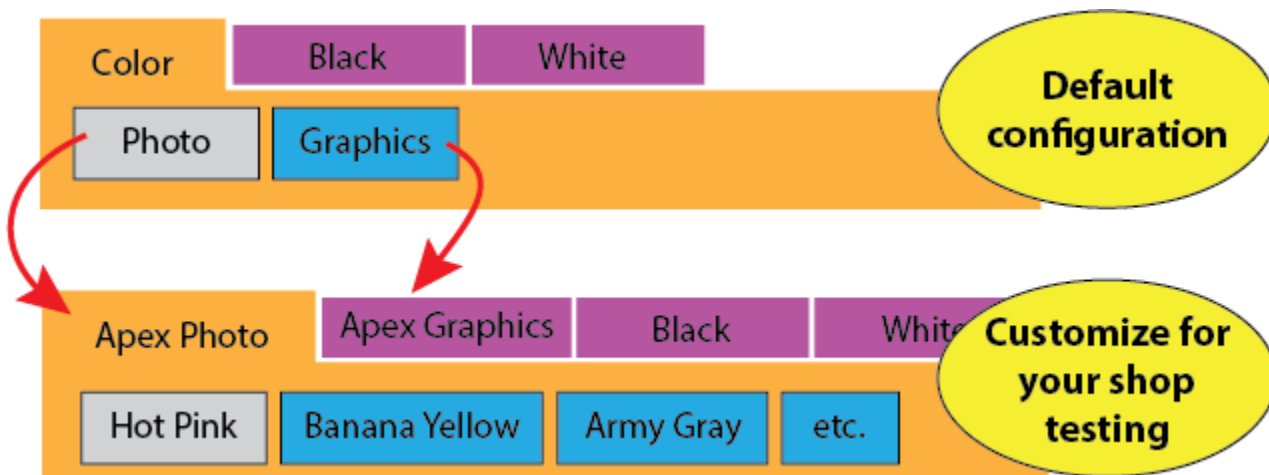 Color
Black
White
Default
configuration
Photo
Graphics
Apex Photo
Apex Graphics
Black
White
Customize for
your shop
testing
Hot Pink
Banana Yellow
Army Gray
etc.